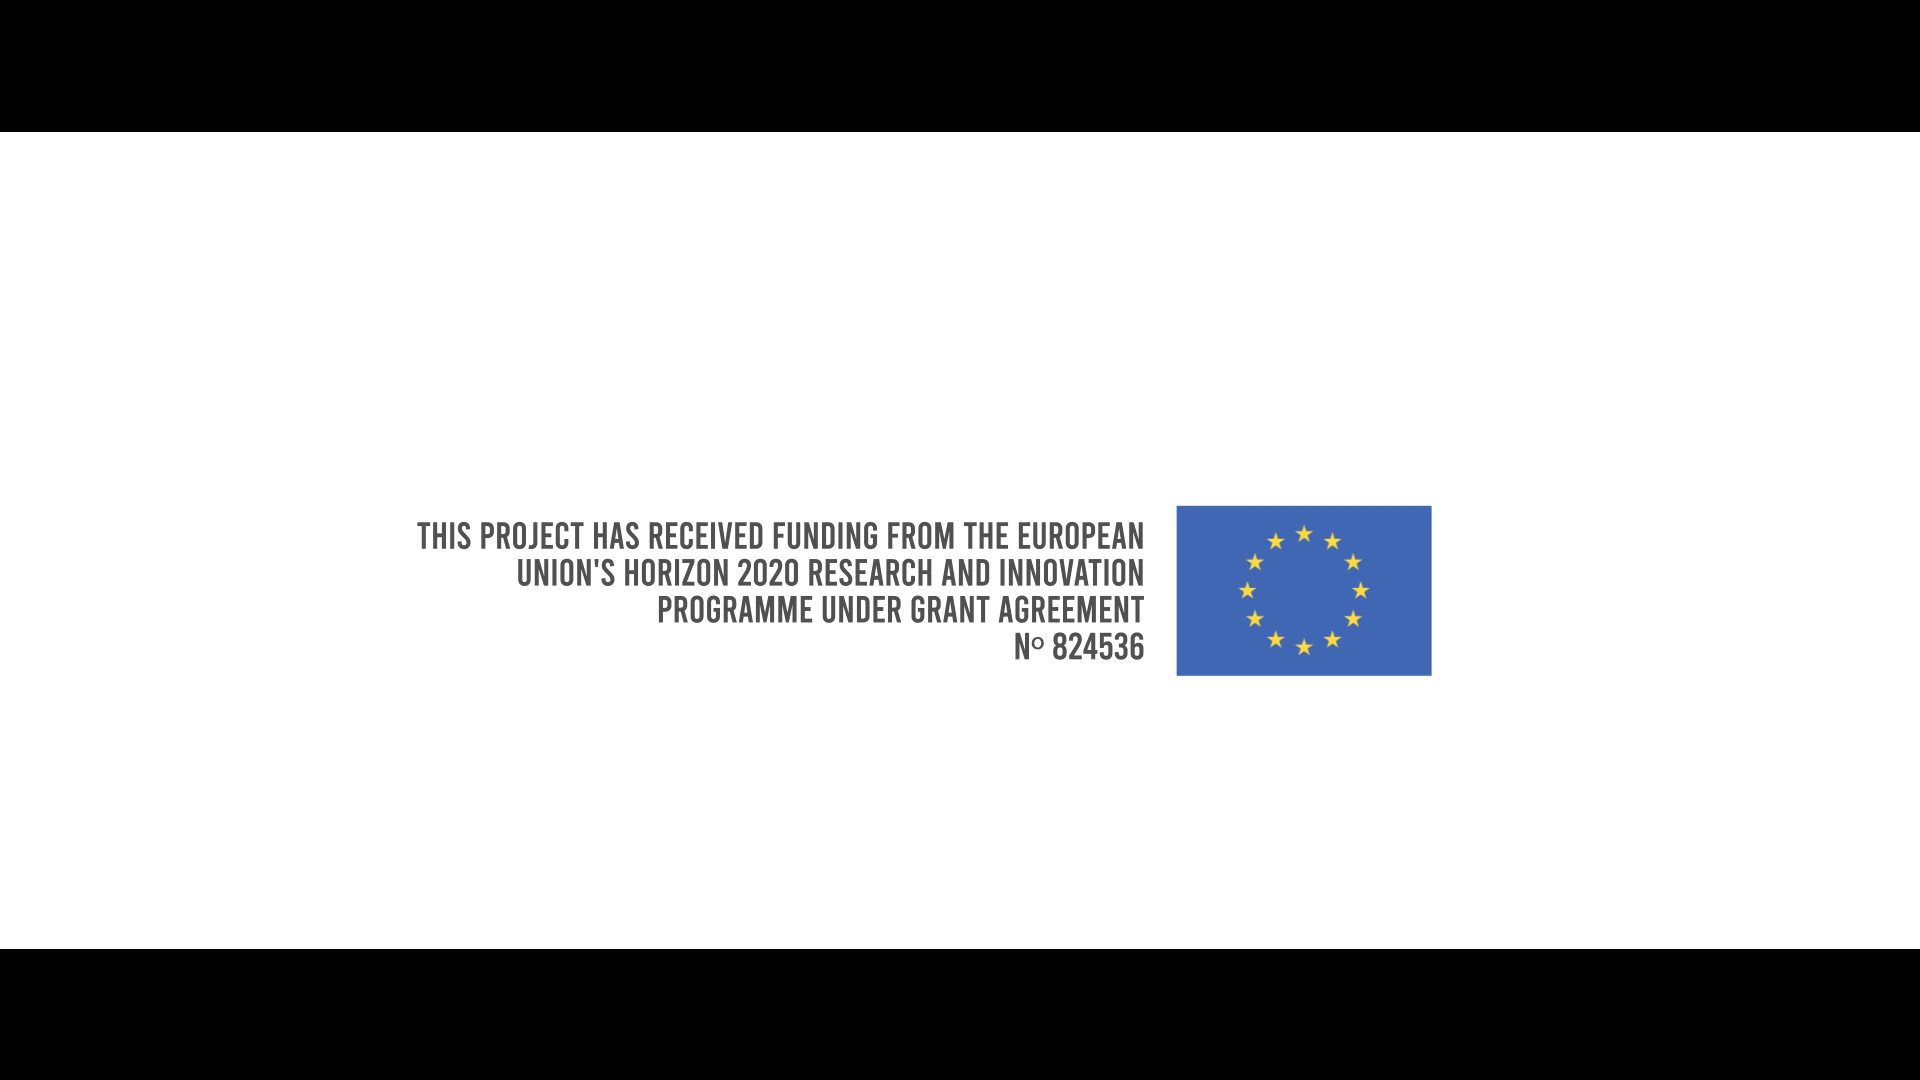 THIS PROJECT HAS RECEIVED FUNDING FROM THE EUROPEAN
UNION'S HORIZON 2020 RESEARCH AND INNOVATION
PROGRAMME UNDER GRANT AGREEMENT
Nº 824536